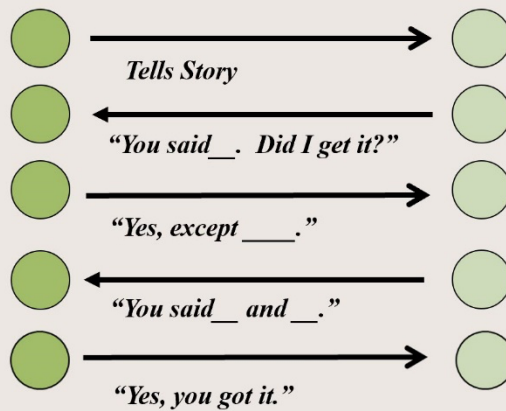 Tells Story
“You said__. Did I get it?”
“Yes, except ____.”
“You said__ and __.”
“Yes, you got it.”